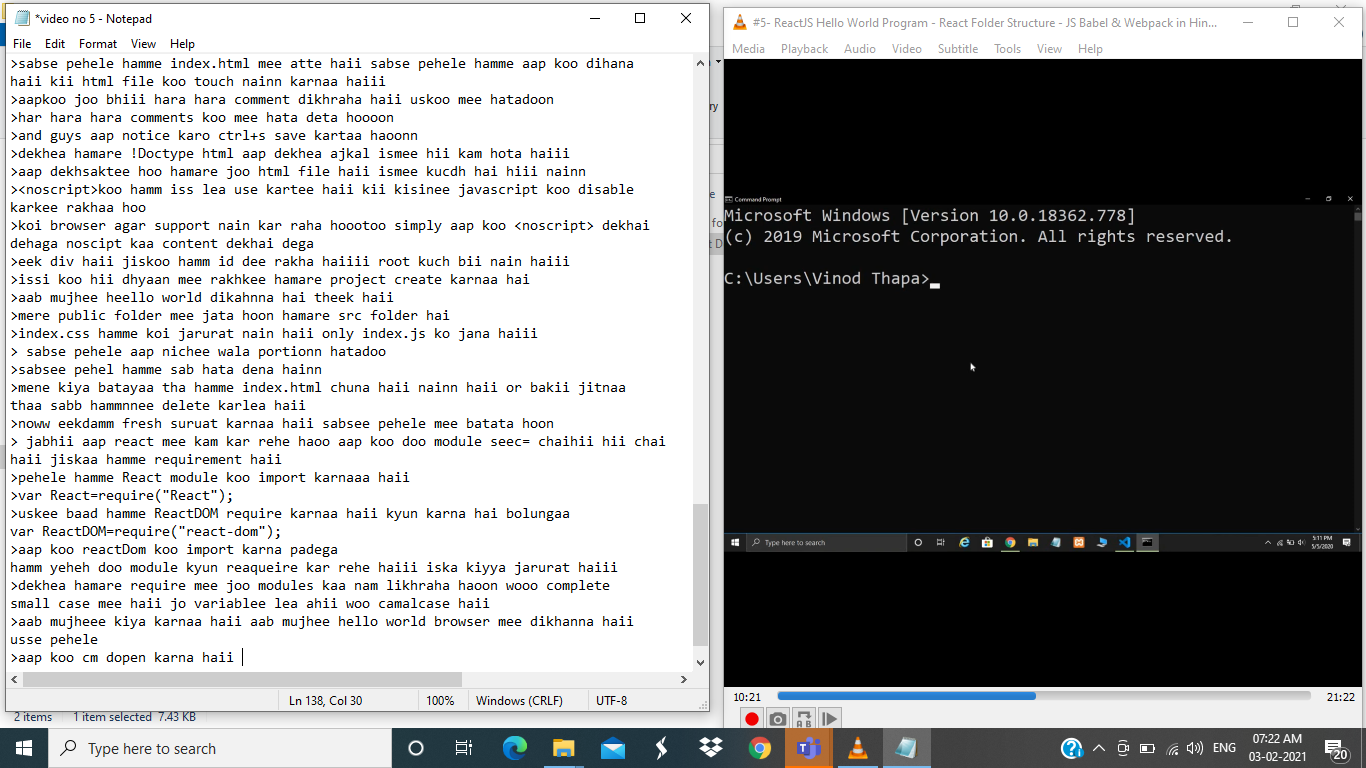 *video no 5 - Notepad
File Edit Format View Help
>sabse pehele hamme index.html mee atte haii sabse pehele hamme aap koo dihana
haii kii html file koo touch nainn karnaa haiii
>aapkoo joo bhiii hara hara comment dikhraha haii uskoo mee hatadoon
>har hara hara comments koo mee hata deta hoooon
>and guys aap notice karo ctrl+s save kartaa haoonn
>dekhea hamare !Doctype html aap dekhea ajkal ismee hii kam hota haiii
>aap dekhsaktee hoo hamare joo html file haii ismee kucdh hai hiii nainn
><noscript>koo hamm iss lea use kartee haii kii kisinee javascript koo disable
karkee rakhaa hoo
>koi browser agar support nain kar raha hoootoo simply aap koo <noscript> dekhai
dehaga noscipt kaa content dekhai dega
>eek div haii jiskoo hamm id dee rakha haiiii root kuch bii nain haiii
>issi koo hii dhyaan mee rakhkee hamare project create karnaa hai
>aab mujhee heello world dikahnna hai theek haii
>mere public folder mee jata hoon hamare src folder hai
>index.css hamme koi jarurat nain haii only index.js ko jana haiii
> sabse pehele aap nichee wala portionn hatadoo
>sabsee pehel hamme sab hata dena hainn
>mene kiya batayaa tha hamme index.html chuna haii nainn haii or bakii jitnaa
thaa sabb hammnnee delete karlea haii
>noww eekdamm fresh suruat karnaa haii sabsee pehele mee batata hoon
> jabhii aap react mee kam kar rehe haoo aap koo doo module seec= chaihii hii chai
haii jiskaa hamme requirement haii
>pehele hamme React module koo import karnaaa haii
>var React=require("React");
>uskee baad hamme ReactDOM require karnaa haii kyun karna hai bolungaa
var ReactDOM=require("react-dom");
>aap koo reactDom koo import karna padega
hamm yeheh doo module kyun reaqueire kar rehe haiii iska kiyya jarurat haiii
>dekhea hamare require mee joo modules kaa nam likhraha haoon wooo complete
small case mee haii jo variablee lea ahii woo camalcase haii
>aab mujheee kiya karnaa haii aab mujhee hello world browser mee dikhanna haii
usse pehele
>aap koo cm dopen karna haii
Ln 138, Col 30 100% Windows (CRLF) UTF-8
2 items 1 item selected 7.43 KB
#5- ReactJS Hello World Program - React Folder Structure - JS Babel & Webpack in Hin...
Media Playback Audio Video Subtitle Tools View Help
Command Prompt
Microsoft Windows [Version 10.0.18362.778]
(c) 2019 Microsoft Corporation. All rights reserved.
C:\Users\Vinod Thapa>
Type here to search
5:11 PM
5/5/2020
10:21 21:22
Type here to search
ENG
07:22 AM
03-02-2021
20